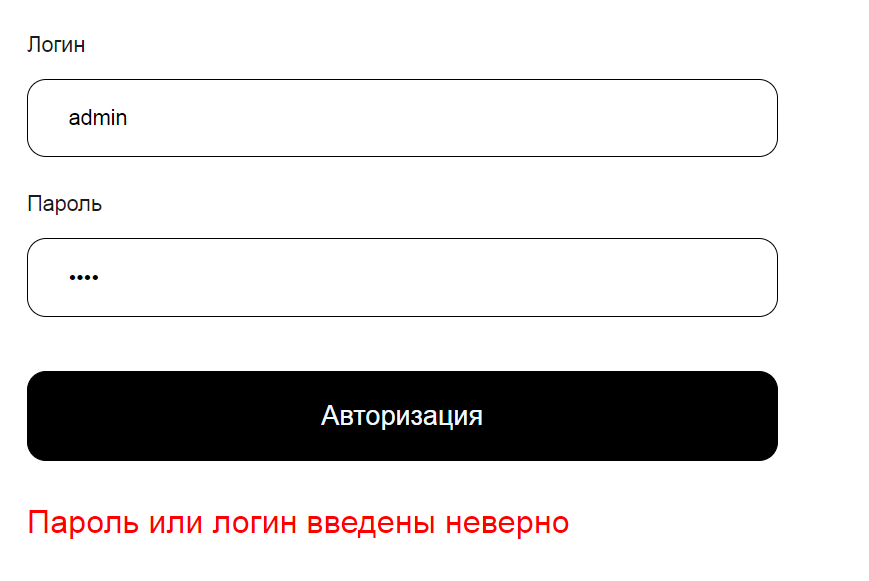 Логин
admin
Пароль
••••
Авторизация
Пароль или логин введены неверно